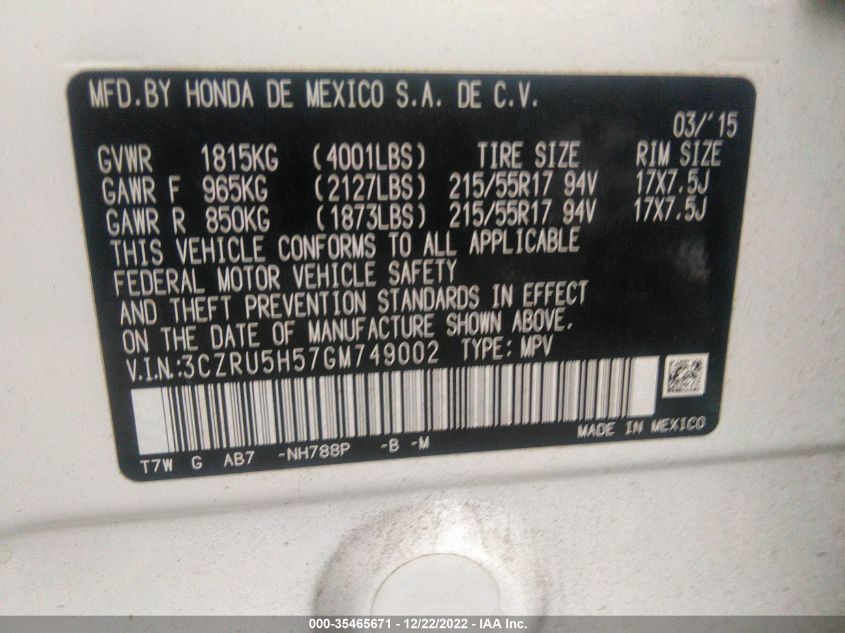 MFD.BY HONDA DE MEXICO S.A. DE C.V.
03/'15
GVWR 1815KG (4001LBS) TIRE SIZE RIM SIZE
GAWR F 965KG (2127LBS) 215/55R17 94V 17X7.5J
GAWR R 850KG (1873LBS) 215/55R17 94V 17X7.5J
THIS VEHICLE CONFORMS TO ALL APPLICABLE
FEDERAL MOTOR VEHICLE SAFETY
AND THEFT PREVENTION STANDARDS IN EFFECT
ON THE DATE OF MANUFACTURE SHOWN ABOVE.
V.I.N.:3CZRU5H57GM749002 TYPE: MPV
MADE IN MEXICO
T7W G AB7 -NH788P -B -M
000-35465671 - 12/22/2022 - IAA Inc.